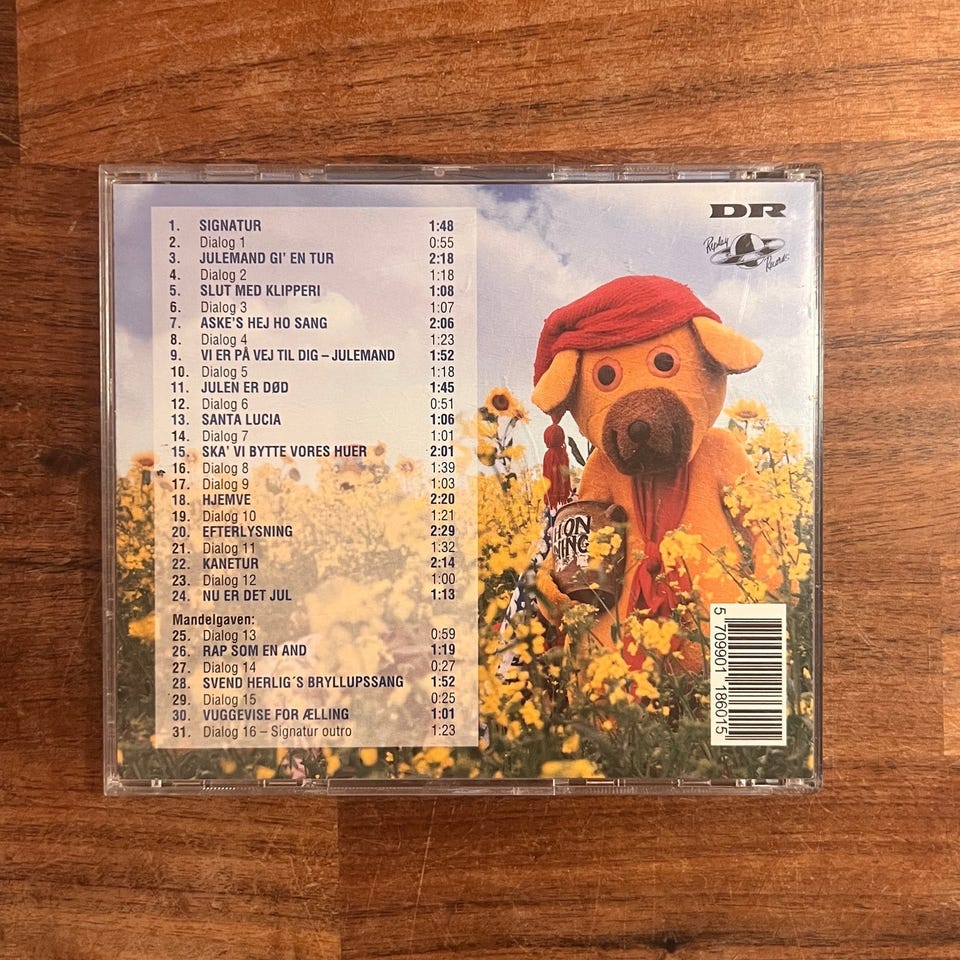 1. SIGNATUR 1:48
2. Dialog 1 0:55
3. JULEMAND GI' EN TUR 2:18
4. Dialog 2 1:18
5. SLUT MED KLIPPERI 1:08
6. Dialog 3 1:07
7. ASKE'S HEJ HO SANG 2:06
8. Dialog 4 1:23
9. VI ER PÅ VEJ TIL DIG – JULEMAND 1:52
10. Dialog 5 1:18
11. JULEN ER DØD 1:45
12. Dialog 6 0:51
13. SANTA LUCIA 1:06
14. Dialog 7 1:01
15. SKA' VI BYTTE VORES HUER 2:01
16. Dialog 8 1:39
17. Dialog 9 1:03
18. HJEMVE 2:20
19. Dialog 10 1:21
20. EFTERLYSNING 2:29
21. Dialog 11 1:32
22. KANETUR 2:14
23. Dialog 12 1:00
24. NU ER DET JUL 1:13
Mandelgaven:
25. Dialog 13 0:59
26. RAP SOM EN AND 1:19
27. Dialog 14 0:27
28. SVEND HERLIG´S BRYLLUPSSANG 1:52
29. Dialog 15 0:25
30. VUGGEVISE FOR ÆLLING 1:01
31. Dialog 16 – Signatur outro 1:23
DR
Replay Records
5 709901 186015